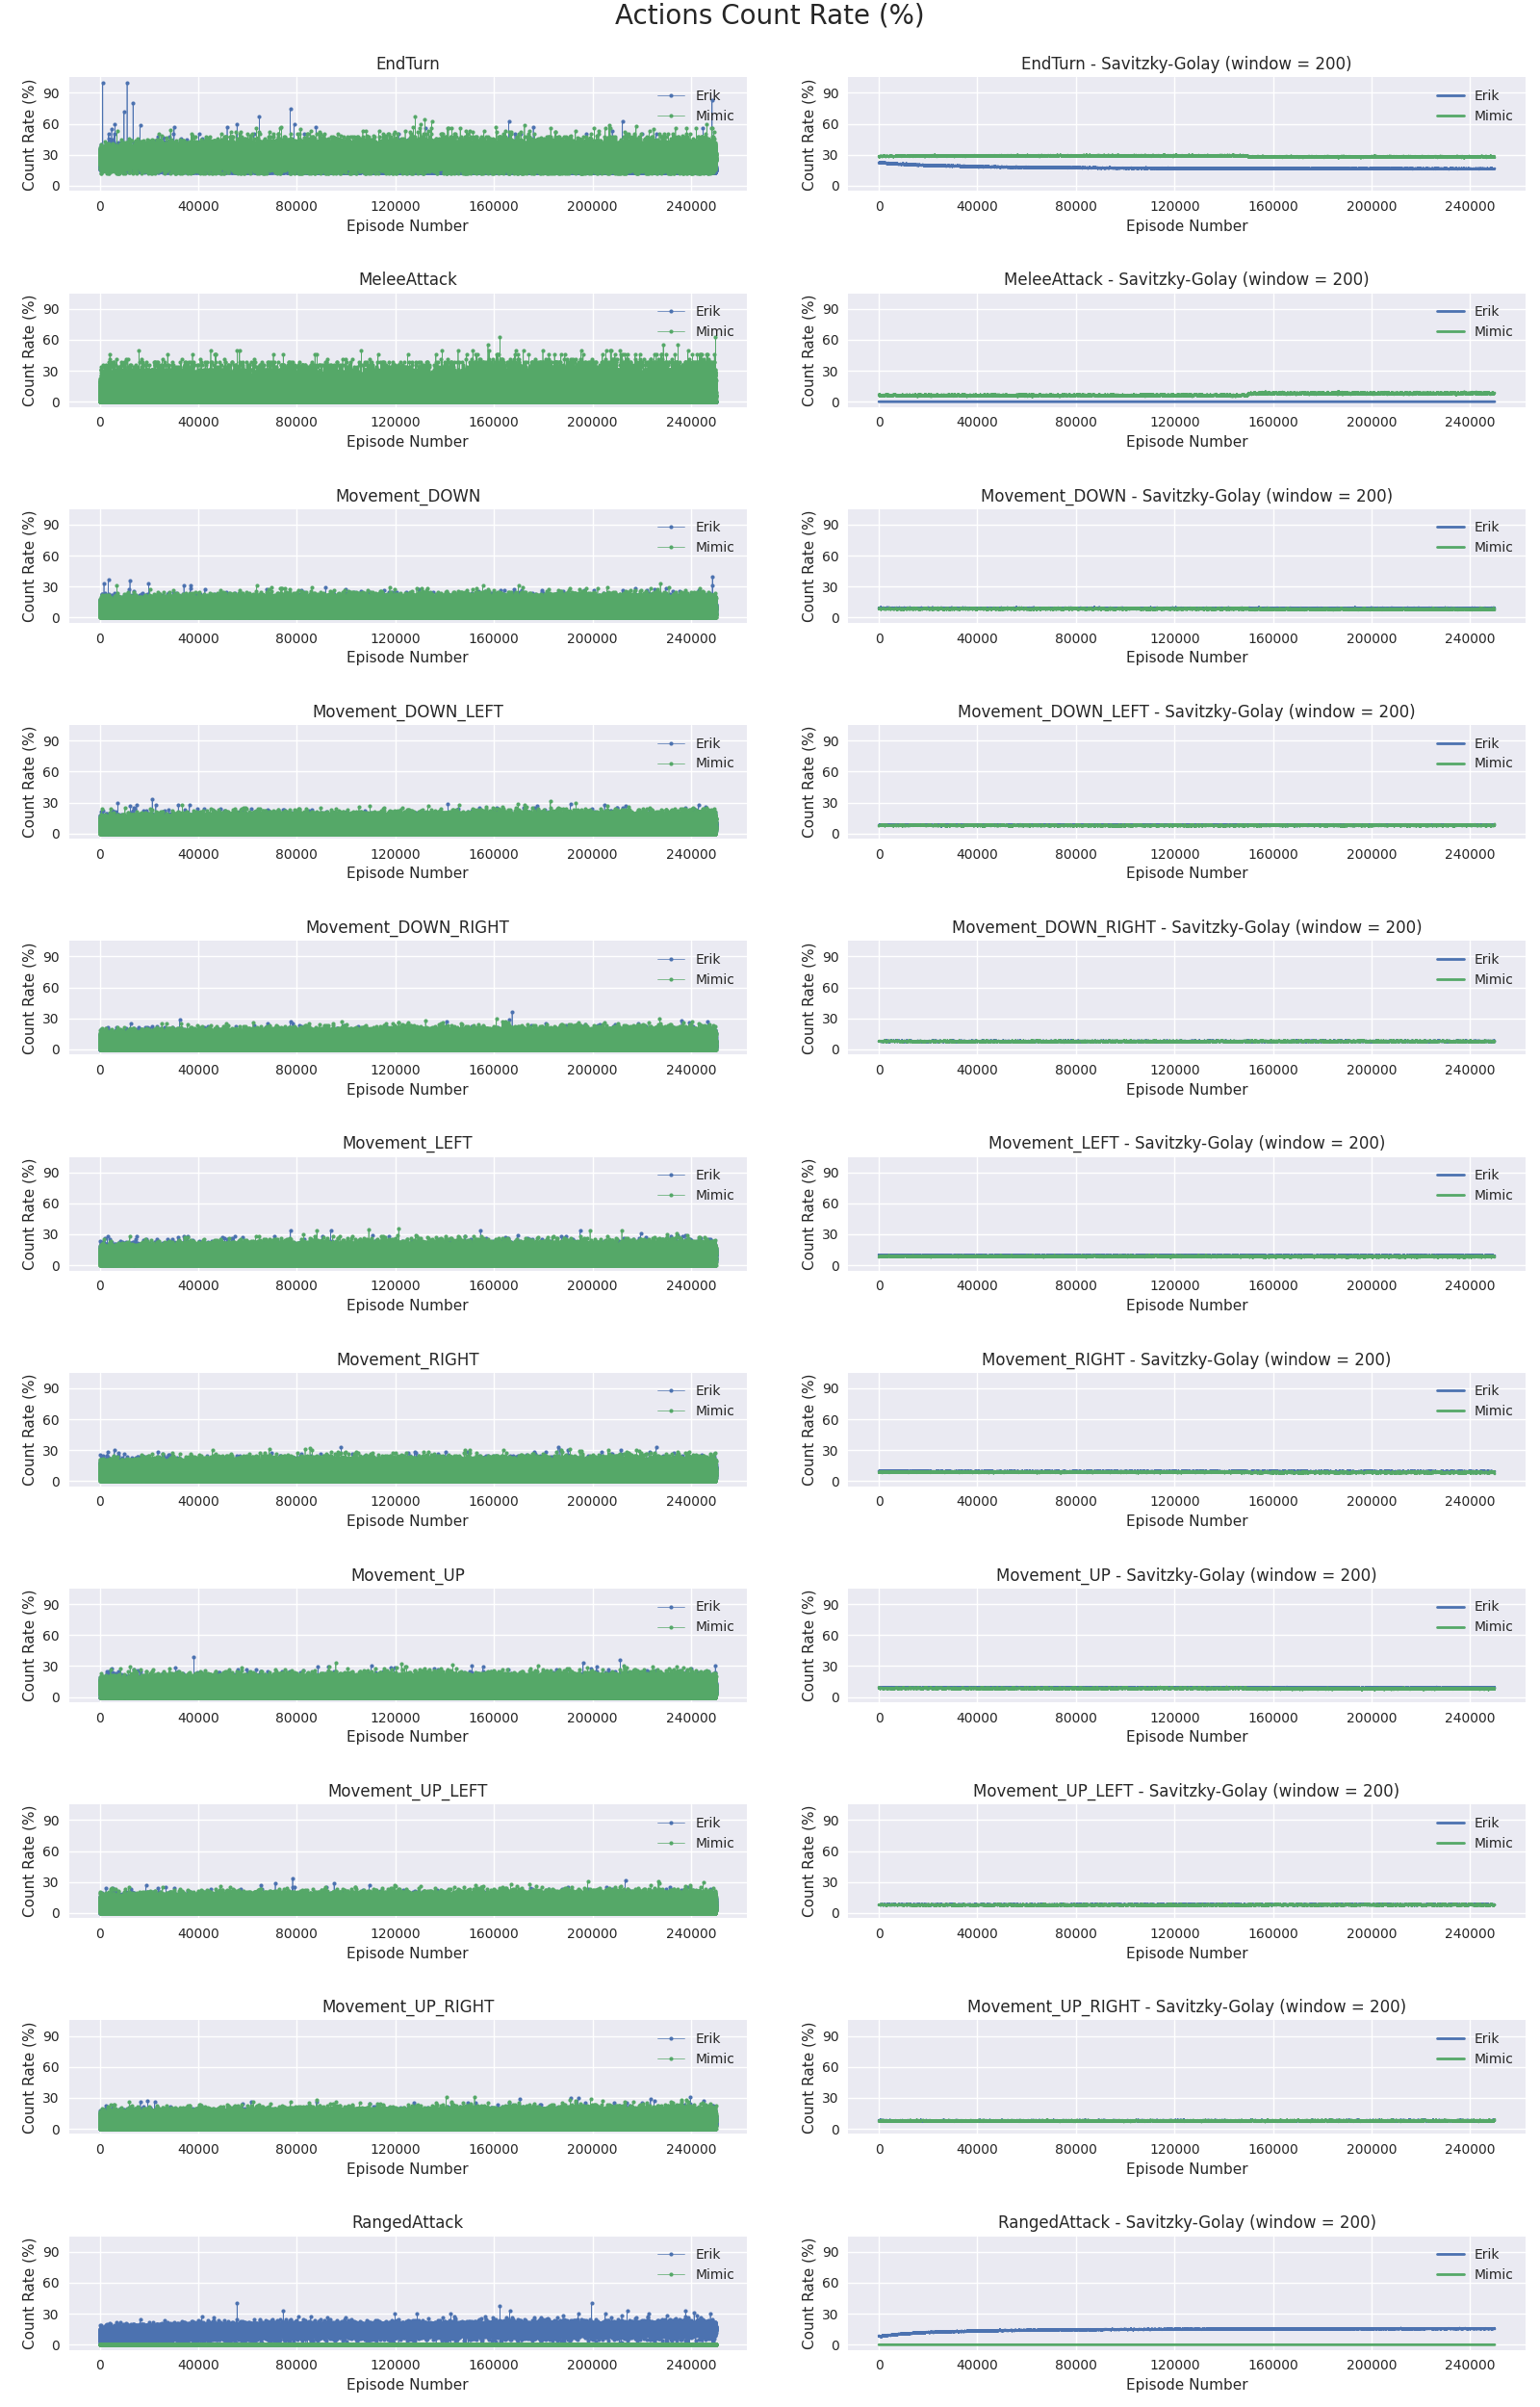 Actions Count Rate (%)
EndTurn
EndTurn - Savitzky-Golay (window = 200)
Count Rate (%)
90
60
30
0
Erik
Mimic
0 40000 80000 120000 160000 200000 240000
Episode Number
Count Rate (%)
90
60
30
0
Erik
Mimic
0 40000 80000 120000 160000 200000 240000
Episode Number
MeleeAttack
MeleeAttack - Savitzky-Golay (window = 200)
Count Rate (%)
90
60
30
0
Erik
Mimic
0 40000 80000 120000 160000 200000 240000
Episode Number
Count Rate (%)
90
60
30
0
Erik
Mimic
0 40000 80000 120000 160000 200000 240000
Episode Number
Movement_DOWN
Movement_DOWN - Savitzky-Golay (window = 200)
Count Rate (%)
90
60
30
0
Erik
Mimic
0 40000 80000 120000 160000 200000 240000
Episode Number
Count Rate (%)
90
60
30
0
Erik
Mimic
0 40000 80000 120000 160000 200000 240000
Episode Number
Movement_DOWN_LEFT
Movement_DOWN_LEFT - Savitzky-Golay (window = 200)
Count Rate (%)
90
60
30
0
Erik
Mimic
0 40000 80000 120000 160000 200000 240000
Episode Number
Count Rate (%)
90
60
30
0
Erik
Mimic
0 40000 80000 120000 160000 200000 240000
Episode Number
Movement_DOWN_RIGHT
Movement_DOWN_RIGHT - Savitzky-Golay (window = 200)
Count Rate (%)
90
60
30
0
Erik
Mimic
0 40000 80000 120000 160000 200000 240000
Episode Number
Count Rate (%)
90
60
30
0
Erik
Mimic
0 40000 80000 120000 160000 200000 240000
Episode Number
Movement_LEFT
Movement_LEFT - Savitzky-Golay (window = 200)
Count Rate (%)
90
60
30
0
Erik
Mimic
0 40000 80000 120000 160000 200000 240000
Episode Number
Count Rate (%)
90
60
30
0
Erik
Mimic
0 40000 80000 120000 160000 200000 240000
Episode Number
Movement_RIGHT
Movement_RIGHT - Savitzky-Golay (window = 200)
Count Rate (%)
90
60
30
0
Erik
Mimic
0 40000 80000 120000 160000 200000 240000
Episode Number
Count Rate (%)
90
60
30
0
Erik
Mimic
0 40000 80000 120000 160000 200000 240000
Episode Number
Movement_UP
Movement_UP - Savitzky-Golay (window = 200)
Count Rate (%)
90
60
30
0
Erik
Mimic
0 40000 80000 120000 160000 200000 240000
Episode Number
Count Rate (%)
90
60
30
0
Erik
Mimic
0 40000 80000 120000 160000 200000 240000
Episode Number
Movement_UP_LEFT
Movement_UP_LEFT - Savitzky-Golay (window = 200)
Count Rate (%)
90
60
30
0
Erik
Mimic
0 40000 80000 120000 160000 200000 240000
Episode Number
Count Rate (%)
90
60
30
0
Erik
Mimic
0 40000 80000 120000 160000 200000 240000
Episode Number
Movement_UP_RIGHT
Movement_UP_RIGHT - Savitzky-Golay (window = 200)
Count Rate (%)
90
60
30
0
Erik
Mimic
0 40000 80000 120000 160000 200000 240000
Episode Number
Count Rate (%)
90
60
30
0
Erik
Mimic
0 40000 80000 120000 160000 200000 240000
Episode Number
RangedAttack
RangedAttack - Savitzky-Golay (window = 200)
Count Rate (%)
90
60
30
0
Erik
Mimic
0 40000 80000 120000 160000 200000 240000
Episode Number
Count Rate (%)
90
60
30
0
Erik
Mimic
0 40000 80000 120000 160000 200000 240000
Episode Number